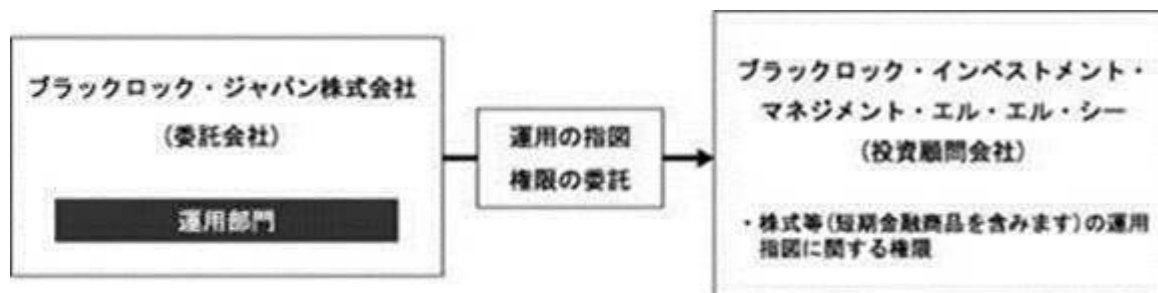 ブラックロック・ジャパン株式会社
(委託会社)
運用部門
運用の指図
権限の委託
ブラックロック・インベストメント・
マネジメント・エル・エル・シー
(投資顧問会社)
・株式等(短期金融商品を含みます)の運用
指図に関する権限